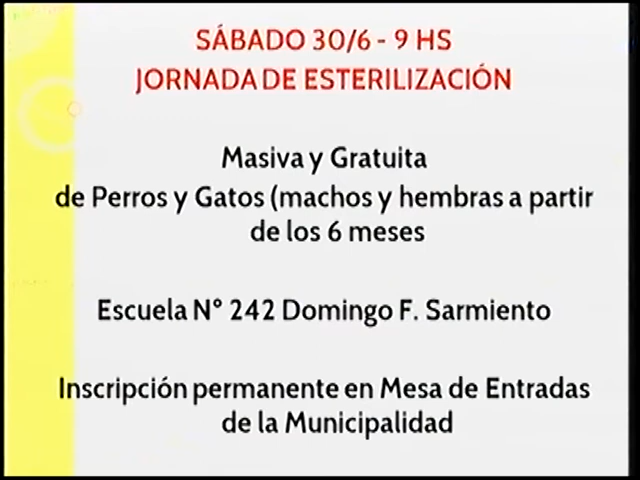 SÁBADO 30/6 - 9 HS
JORNADA DE ESTERILIZACIÓN
Masiva y Gratuita
de Perros y Gatos (machos y hembras a partir
de los 6 meses
Escuela N° 242 Domingo F. Sarmiento
Inscripción permanente en Mesa de Entradas
de la Municipalidad